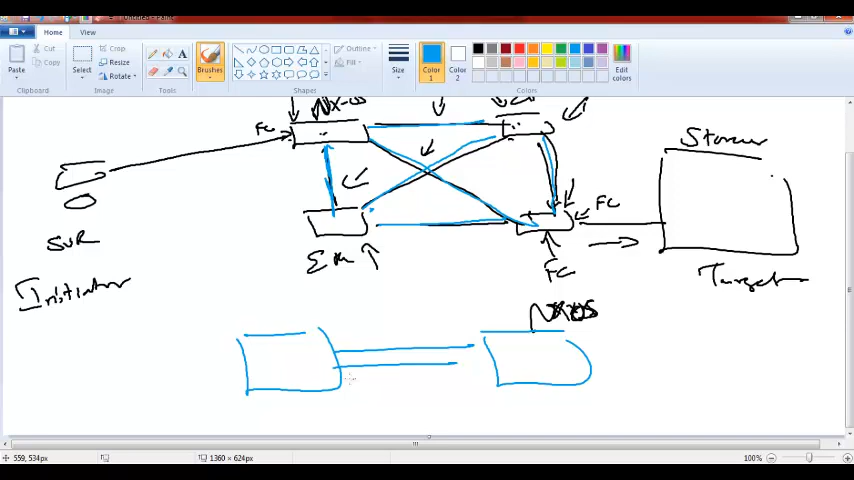 Untitled - Paint
Home
View
Paste
Cut
Copy
Select
Crop
Resize
Rotate
Brushes
Outline
Fill
Size
Color 1
Color 2
Edit colors
Clipboard
Image
Tools
Shapes
Colors
NX-OS
FC
Storage
FC
SVR
FC
Initiator
Target
NX-OS
559, 534px
1360 × 624px
100%